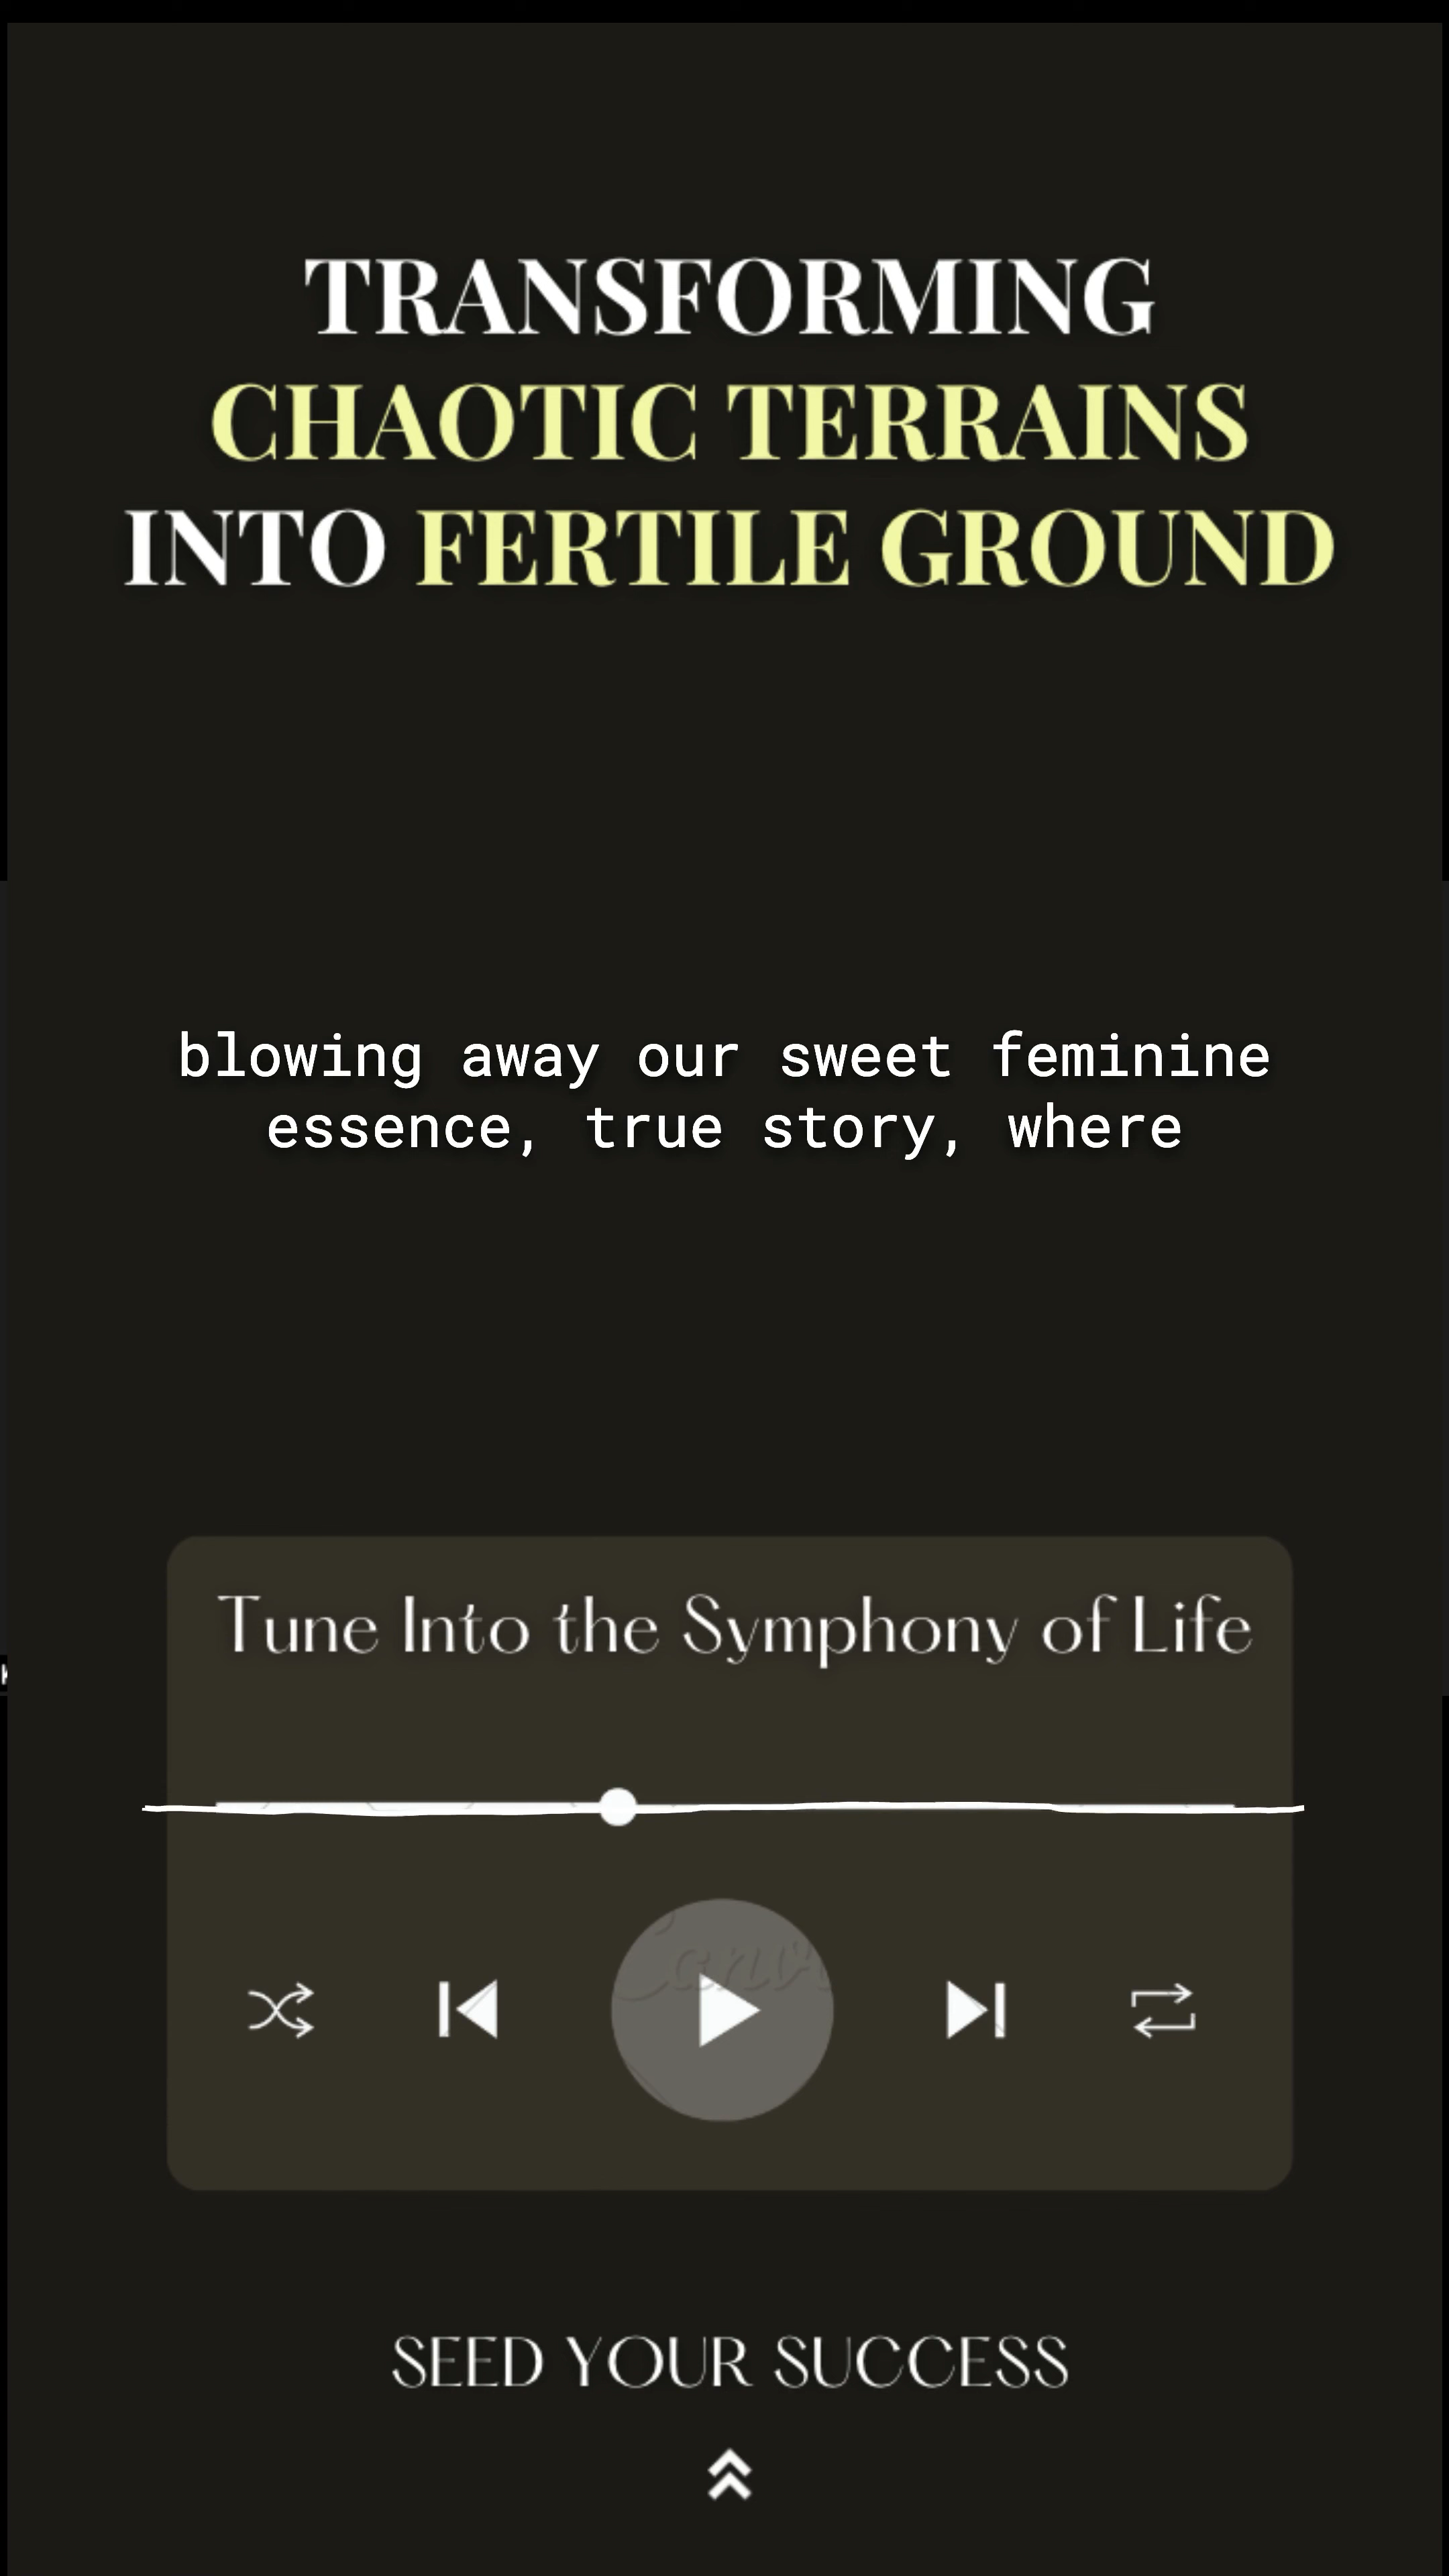 TRANSFORMING
CHAOTIC TERRAINS
INTO FERTILE GROUND
blowing away our sweet feminine
essence, true story, where
Tune Into the Symphony of Life
SEED YOUR SUCCESS